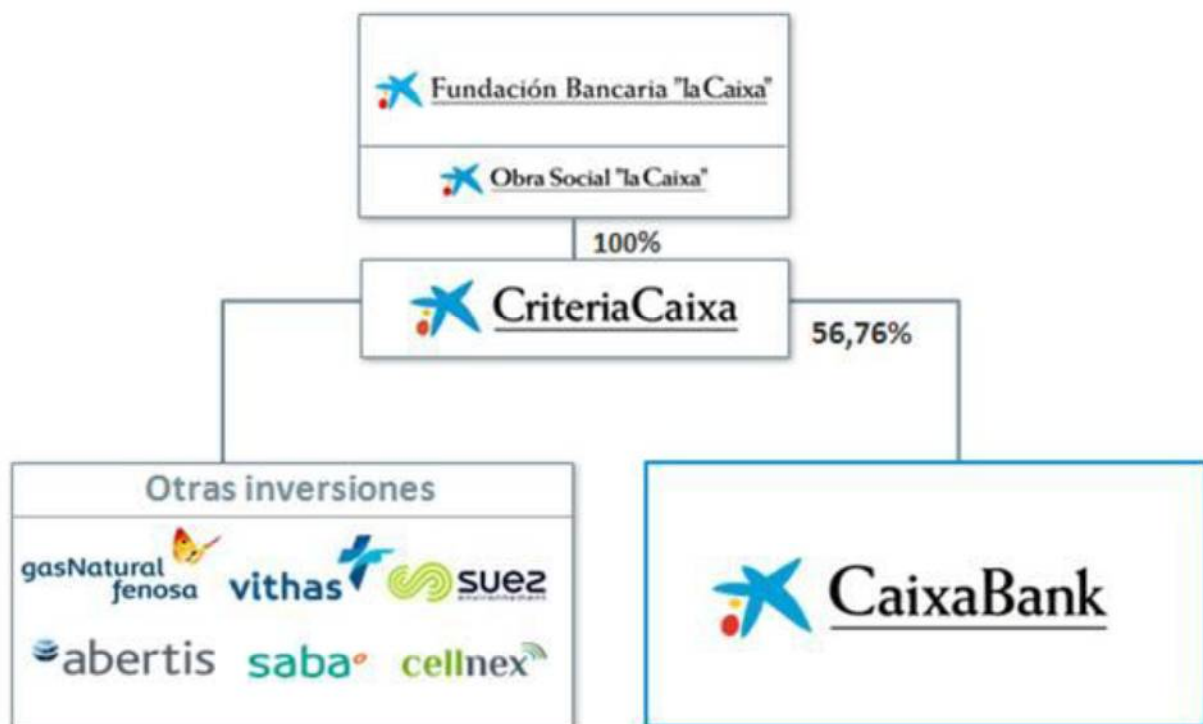 Fundación Bancaria "la Caixa"
Obra Social "la Caixa"
100%
CriteriaCaixa
56,76%
Otras inversiones
gasNatural
fenosa
vithas
suez
environnement
abertis
saba
cellnex
CaixaBank